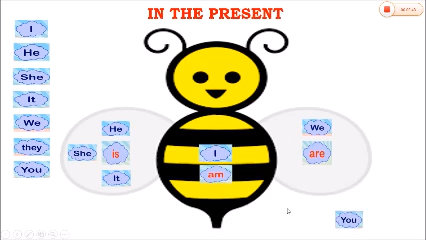 IN THE PRESENT
I
He
She
It
We
they
You
He
She is
It
I
am
We
are
You